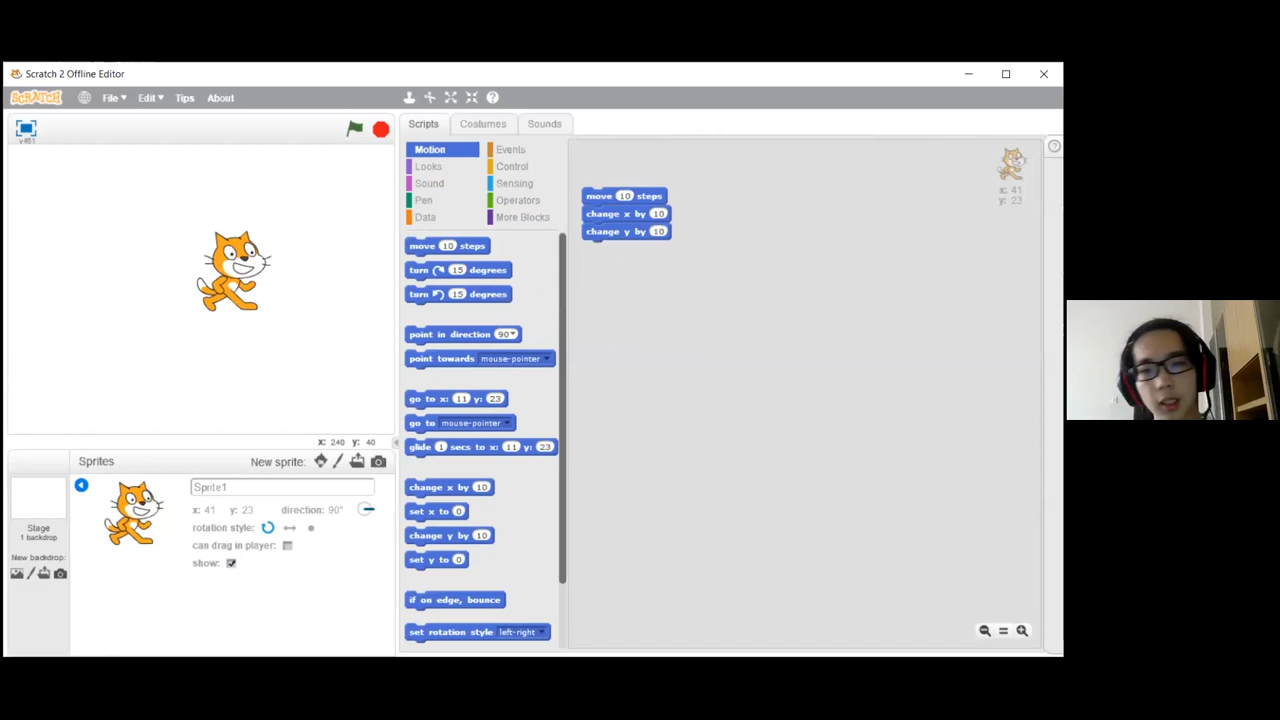 Scratch 2 Offline Editor
SCRATCH File Edit Tips About
v461
Scripts Costumes Sounds
Motion Events
Looks Control
Sound Sensing
Pen Operators
Data More Blocks
move 10 steps
turn 15 degrees
turn 15 degrees
point in direction 90
point towards mouse-pointer
go to x: 11 y: 23
go to mouse-pointer
glide 1 secs to x: 11 y: 23
change x by 10
set x to 0
change y by 10
set y to 0
if on edge, bounce
set rotation style left-right
move 10 steps
change x by 10
change y by 10
x: 41
y: 23
x: 240 y: 40
Sprites New sprite:
Sprite1
x: 41 y: 23 direction: 90°
rotation style:
can drag in player:
show:
Stage
1 backdrop
New backdrop: